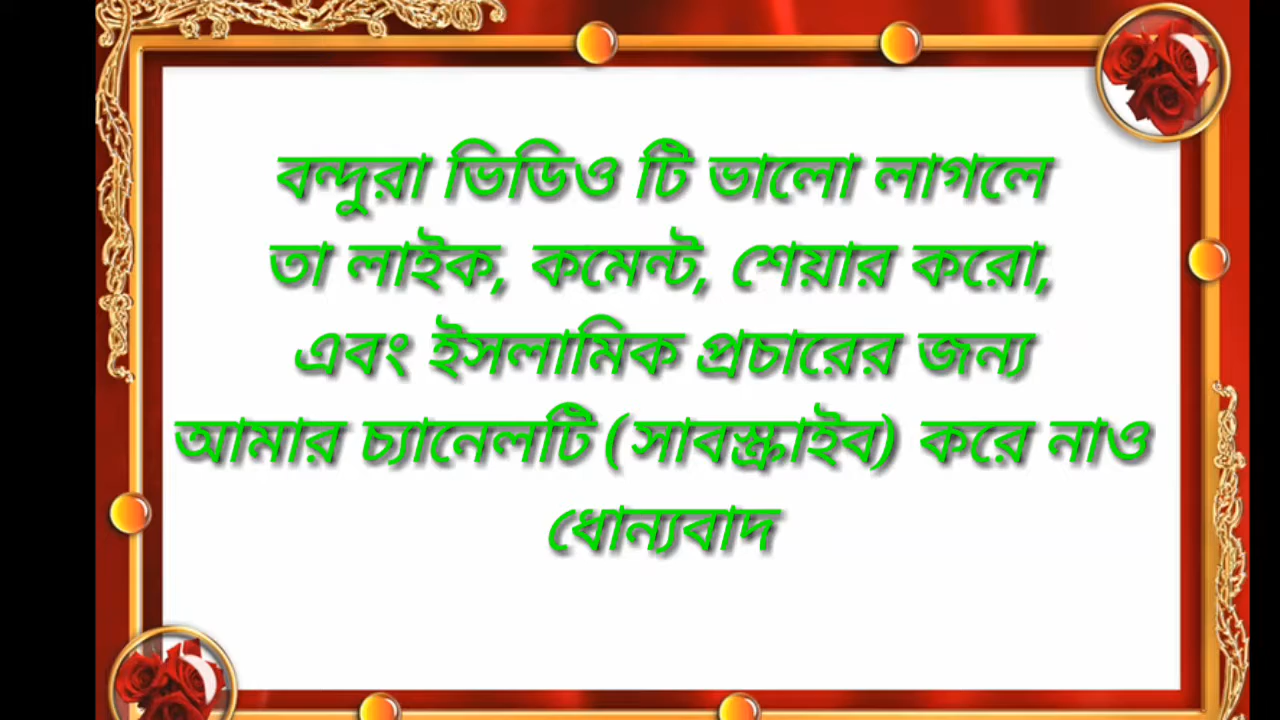 বন্দুরা ভিডিও টি ভালো লাগলে
তা লাইক, কমেন্ট, শেয়ার করো,
এবং ইসলামিক প্রচারের জন্য
আমার চ্যানেলটি (সাবস্ক্রাইব) করে নাও
ধোন্যবাদ